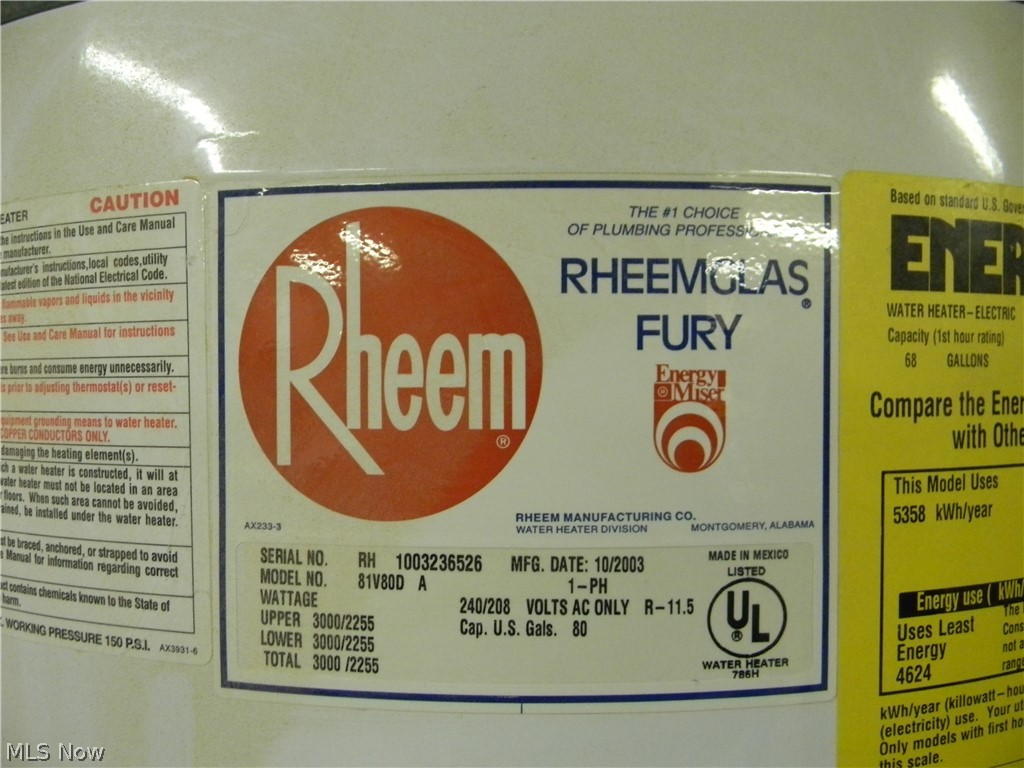 EATER CAUTION
the instructions in the Use and Care Manual
manufacturer.
manufacturer's instructions, local codes, utility
latest edition of the National Electrical Code.
flammable vapors and liquids in the vicinity
away.
See Use and Care Manual for instructions
burns and consume energy unnecessarily.
prior to adjusting thermostat(s) or reset-
equipment grounding means to water heater.
COPPER CONDUCTORS ONLY.
damaging the heating element(s).
such a water heater is constructed, it will at
water heater must not be located in an area
floors. When such area cannot be avoided,
be installed under the water heater.
be braced, anchored, or strapped to avoid
Manual for information regarding correct
contains chemicals known to the State of
harm.
WORKING PRESSURE 150 P.S.I. AX3931-6
Rheem ®
AX233-3
THE #1 CHOICE
OF PLUMBING
RHEEMGLAS ®
FURY
Energy
® Miser
RHEEM MANUFACTURING CO.
WATER HEATER DIVISION MONTGOMERY, ALABAMA
SERIAL NO. RH 1003236526 MFG. DATE: 10/2003
MODEL NO. 81V80D A 1-PH
WATTAGE 240/208 VOLTS AC ONLY R-11.5
UPPER 3000/2255 Cap. U.S. Gals. 80
LOWER 3000/2255
TOTAL 3000 /2255
MADE IN MEXICO
LISTED
UL ®
WATER HEATER
786H
Based on standard U.S.
ENER
WATER HEATER-ELECTRIC
Capacity (1st hour rating)
68 GALLONS
Compare the Ener
with Othe
This Model Uses
5358 kWh/year
Energy use ( kWh/
Uses Least The
Energy Cons
4624 not a
range
kWh/year (killowatt-hou
(electricity) use. Your ut
Only models with first ho
this scale.
MLS Now